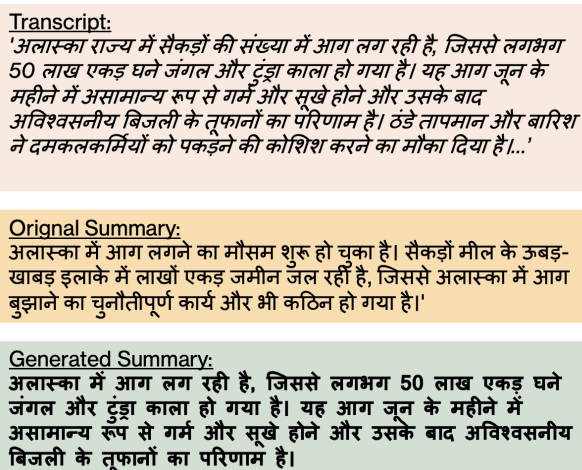 Transcript:
'अलास्का राज्य में सैकड़ों की संख्या में आग लग रही है, जिससे लगभग
50 लाख एकड़ घने जंगल और टुंड्रा काला हो गया है। यह आग जून के
महीने में असामान्य रूप से गर्म और सूखे होने और उसके बाद
अविश्वसनीय बिजली के तूफानों का परिणाम है। ठंडे तापमान और बारिश
ने दमकलकर्मियों को पकड़ने की कोशिश करने का मौका दिया है।...'
Orignal Summary:
अलास्का में आग लगने का मौसम शुरू हो चुका है। सैकड़ों मील के ऊबड़-
खाबड़ इलाके में लाखों एकड़ जमीन जल रही है, जिससे अलास्का में आग
बुझाने का चुनौतीपूर्ण कार्य और भी कठिन हो गया है।'
Generated Summary:
अलास्का में आग लग रही है, जिससे लगभग 50 लाख एकड़ घने
जंगल और टुंड्रा काला हो गया है। यह आग जून के महीने में
असामान्य रूप से गर्म और सूखे होने और उसके बाद अविश्वसनीय
बिजली के तूफानों का परिणाम है।